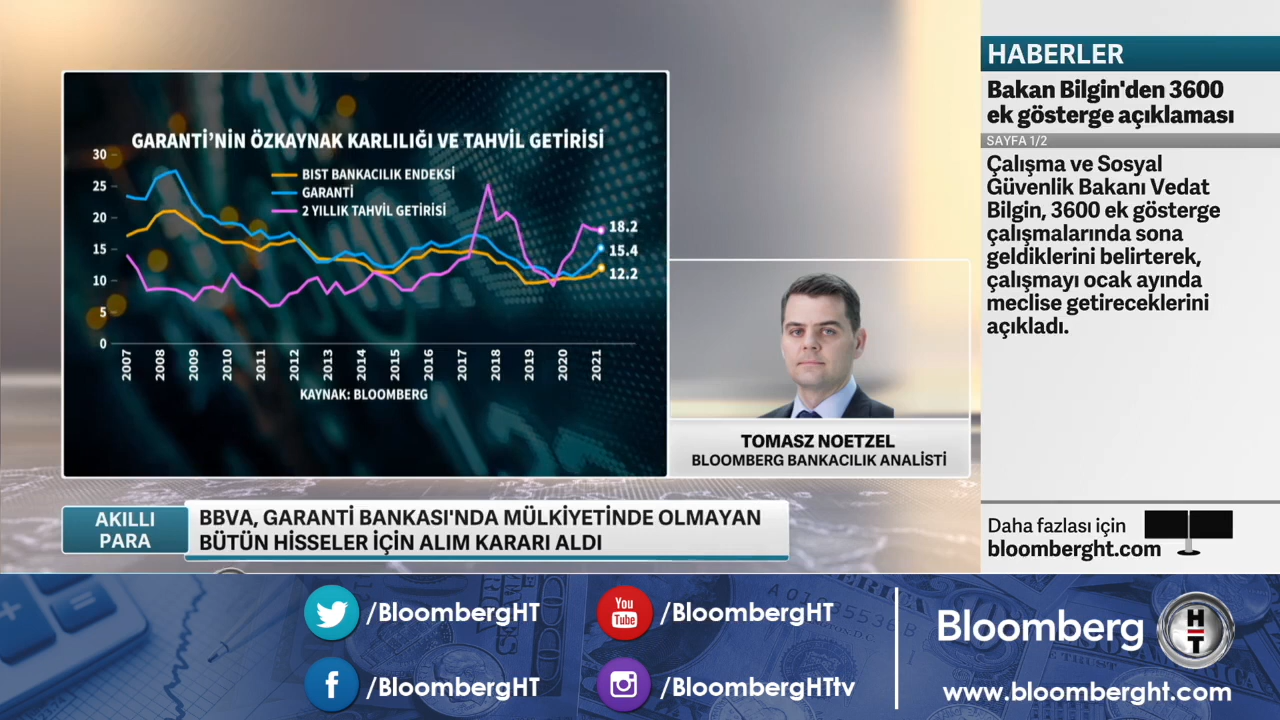 GARANTİ'NİN ÖZKAYNAK KARLILIĞI VE TAHVİL GETİRİSİ
30
25
20
15
10
5
0
BIST BANKACILIK ENDEKSİ
GARANTİ
2 YILLIK TAHVİL GETİRİSİ
18.2
15.4
12.2
2007 2008 2009 2010 2011 2012 2013 2014 2015 2016 2017 2018 2019 2020 2021
KAYNAK: BLOOMBERG
TOMASZ NOETZEL
BLOOMBERG BANKACILIK ANALİSTİ
AKILLI
PARA
BBVA, GARANTİ BANKASI'NDA MÜLKİYETİNDE OLMAYAN
BÜTÜN HİSSELER İÇİN ALIM KARARI ALDI
HABERLER
Bakan Bilgin'den 3600
ek gösterge açıklaması
SAYFA 1/2
Çalışma ve Sosyal
Güvenlik Bakanı Vedat
Bilgin, 3600 ek gösterge
çalışmalarında sona
geldiklerini belirterek,
çalışmayı ocak ayında
meclise getireceklerini
açıkladı.
Daha fazlası için
bloomberght.com
/BloombergHT
You
Tube
/BloombergHT
/BloombergHT
/BloombergHTtv
Bloomberg
HT
www.bloomberght.com